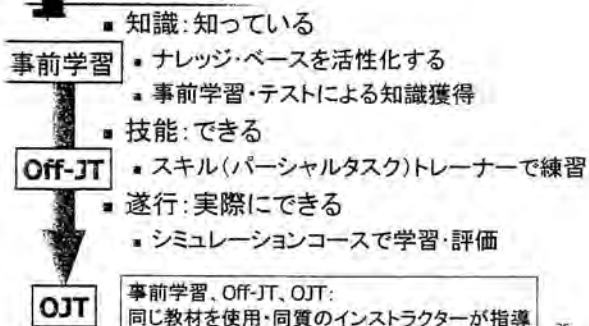 知識:知っている
事前学習
ナレッジ・ベースを活性化する
事前学習・テストによる知識獲得
技能:できる
Off-JT
スキル(パーシャルタスク)トレーナーで練習
遂行:実際にできる
シミュレーションコースで学習・評価
OJT
事前学習、Off-JT、OJT:
同じ教材を使用・同質のインストラクターが指導